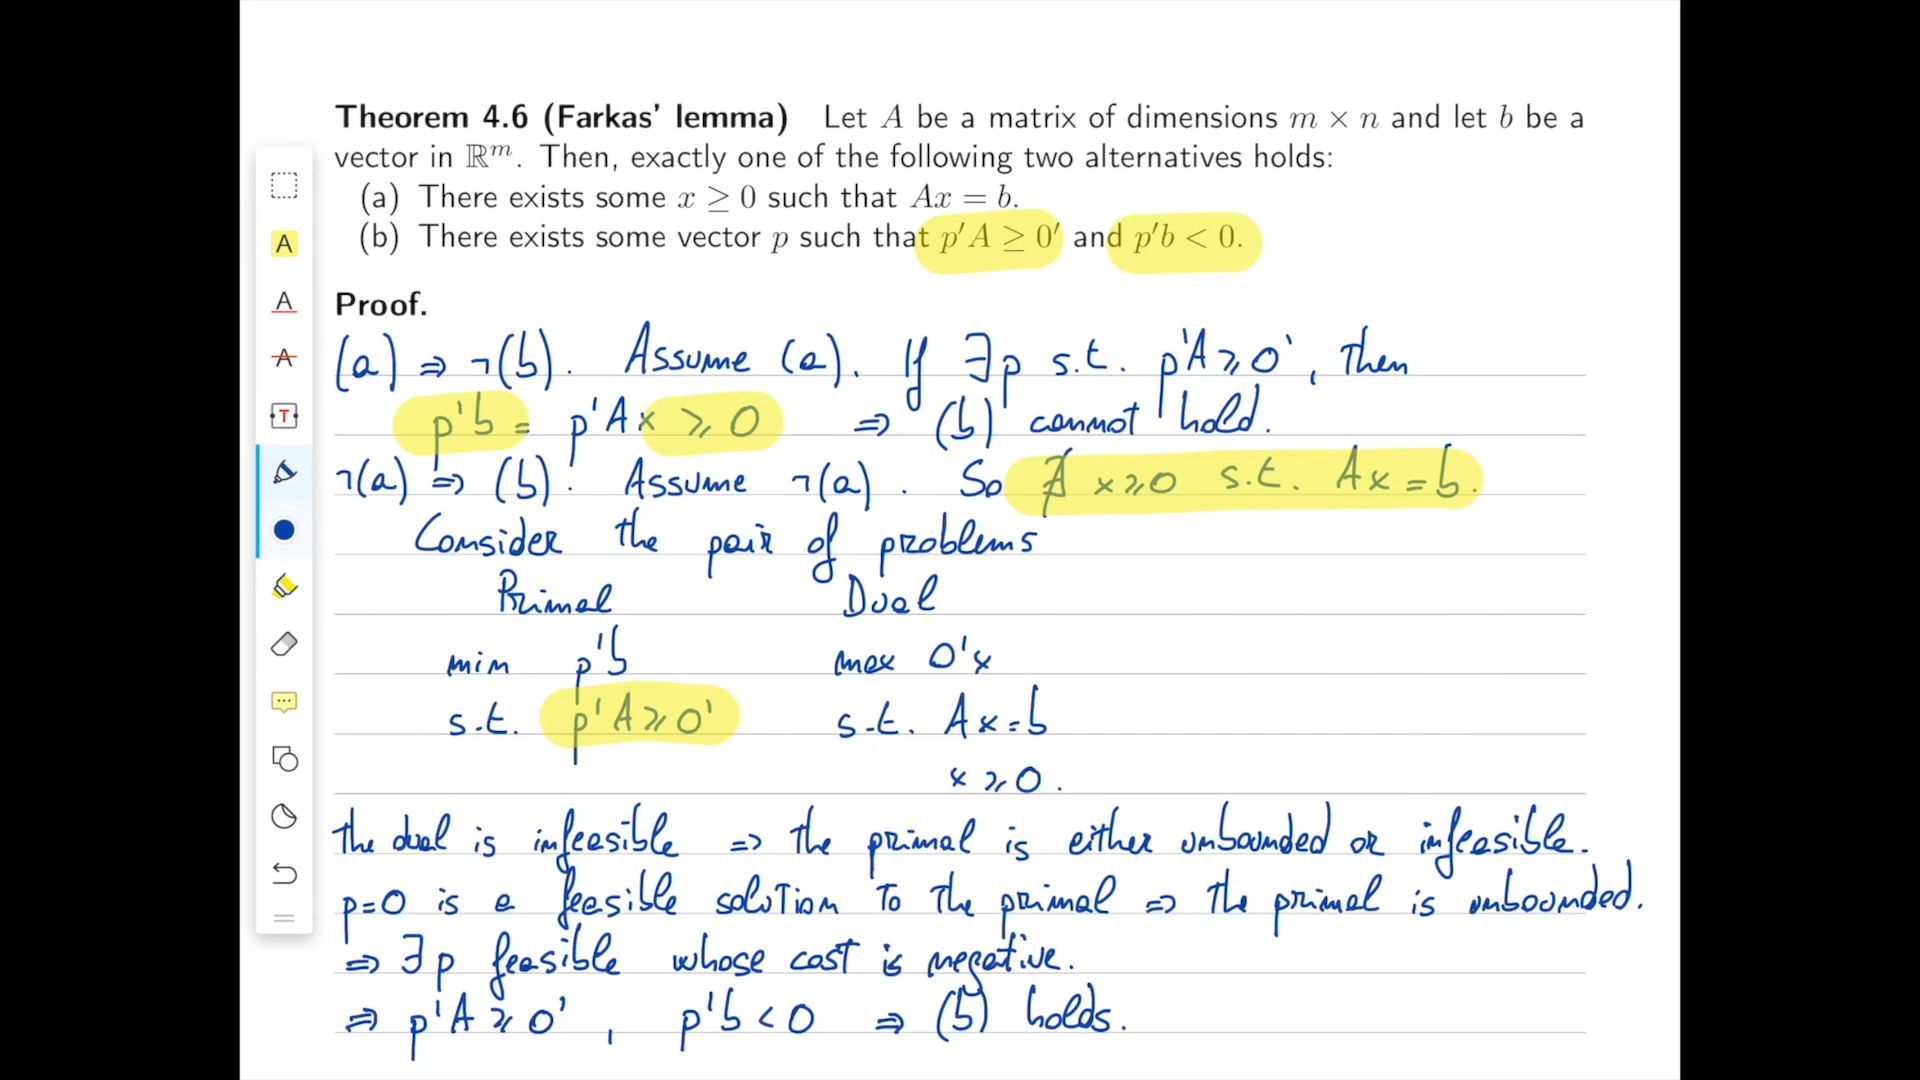 Theorem 4.6 (Farkas' lemma) Let A be a matrix of dimensions m × n and let b be a
vector in ℝᵐ. Then, exactly one of the following two alternatives holds:
(a) There exists some x ≥ 0 such that Ax = b.
(b) There exists some vector p such that p′A ≥ 0′ and p′b < 0.
Proof.
(a) ⇒ ¬(b). Assume (a). If ∃p s.t. p'A ⩾ 0', then
p'b = p'Ax ⩾ 0 ⇒ (b) cannot hold.
¬(a) ⇒ (b). Assume ¬(a). So ∄ x⩾0 s.t. Ax = b.
Consider the pair of problems
Primal Dual
min p'b max 0'x
s.t. p'A ⩾ 0' s.t. Ax = b
x ⩾ 0.
the dual is infeasible ⇒ the primal is either unbounded or infeasible.
p=0 is a feasible solution to the primal ⇒ the primal is unbounded.
⇒ ∃p feasible whose cost is negative.
⇒ p'A ⩾ 0', p'b < 0 ⇒ (b) holds.
A
A
A
T